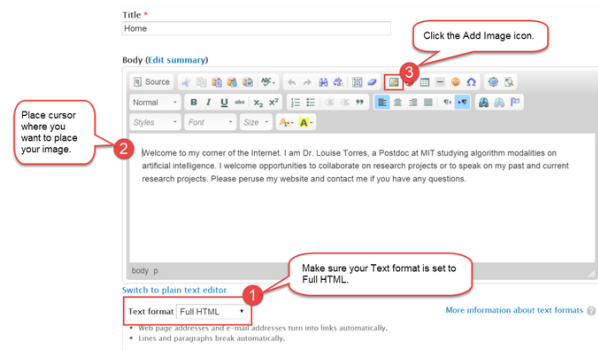 Title *
Home
Click the Add Image icon.
Body (Edit summary)
3
Source
Normal
B I U abc x₂ x²
Styles
Font
Size
A
A
Place cursor
where you
want to place
your image.
2
Welcome to my corner of the Internet. I am Dr. Louise Torres, a Postdoc at MIT studying algorithm modalities on
artificial intelligence. I welcome opportunities to collaborate on research projects or to speak on my past and current
research projects. Please peruse my website and contact me if you have any questions.
body p
Make sure your Text format is set to
Full HTML.
Switch to plain text editor
1
Text format Full HTML
More information about text formats ?
Web page addresses and e-mail addresses turn into links automatically.
Lines and paragraphs break automatically.